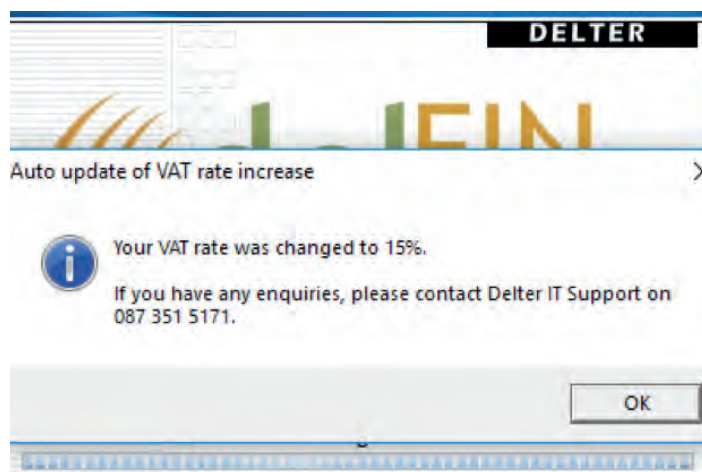 DELTER
delFIN
Auto update of VAT rate increase
Your VAT rate was changed to 15%.
If you have any enquiries, please contact Delter IT Support on
087 351 5171.
OK